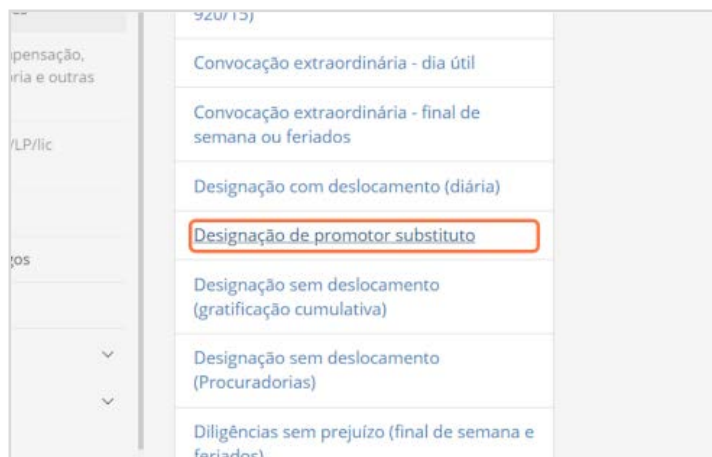 920/15)
pensação,
ria e outras
Convocação extraordinária - dia útil
Convocação extraordinária - final de
semana ou feriados
/LP/lic
Designação com deslocamento (diária)
Designação de promotor substituto
gos
Designação sem deslocamento
(gratificação cumulativa)
Designação sem deslocamento
(Procuradorias)
Diligências sem prejuízo (final de semana e
feriados)